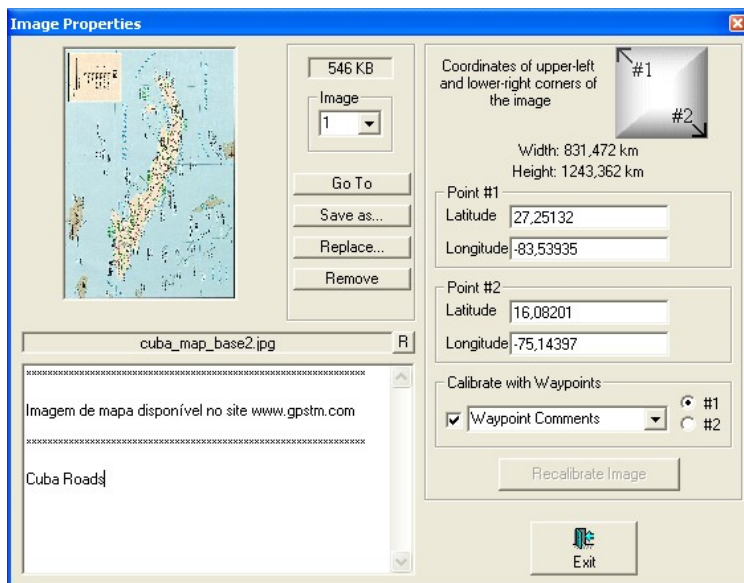 Image Properties
546 KB
Image
1
Go To
Save as...
Replace...
Remove
cuba_map_base2.jpg
R
xxxxxxxxxxxxxxxxxxxxxxxxxxxxxxxxxxxxxxxxxxxxxxxxxxxxxxxx
Imagem de mapa disponível no site www.gpstm.com
xxxxxxxxxxxxxxxxxxxxxxxxxxxxxxxxxxxxxxxxxxxxxxxxxxxxxxxx
Cuba Roads
Coordinates of upper-left
and lower-right corners of
the image
#1
#2
Width: 831,472 km
Height: 1243,362 km
Point #1
Latitude 27,25132
Longitude -83,53935
Point #2
Latitude 16,08201
Longitude -75,14397
Calibrate with Waypoints
Waypoint Comments
#1
#2
Recalibrate Image
Exit